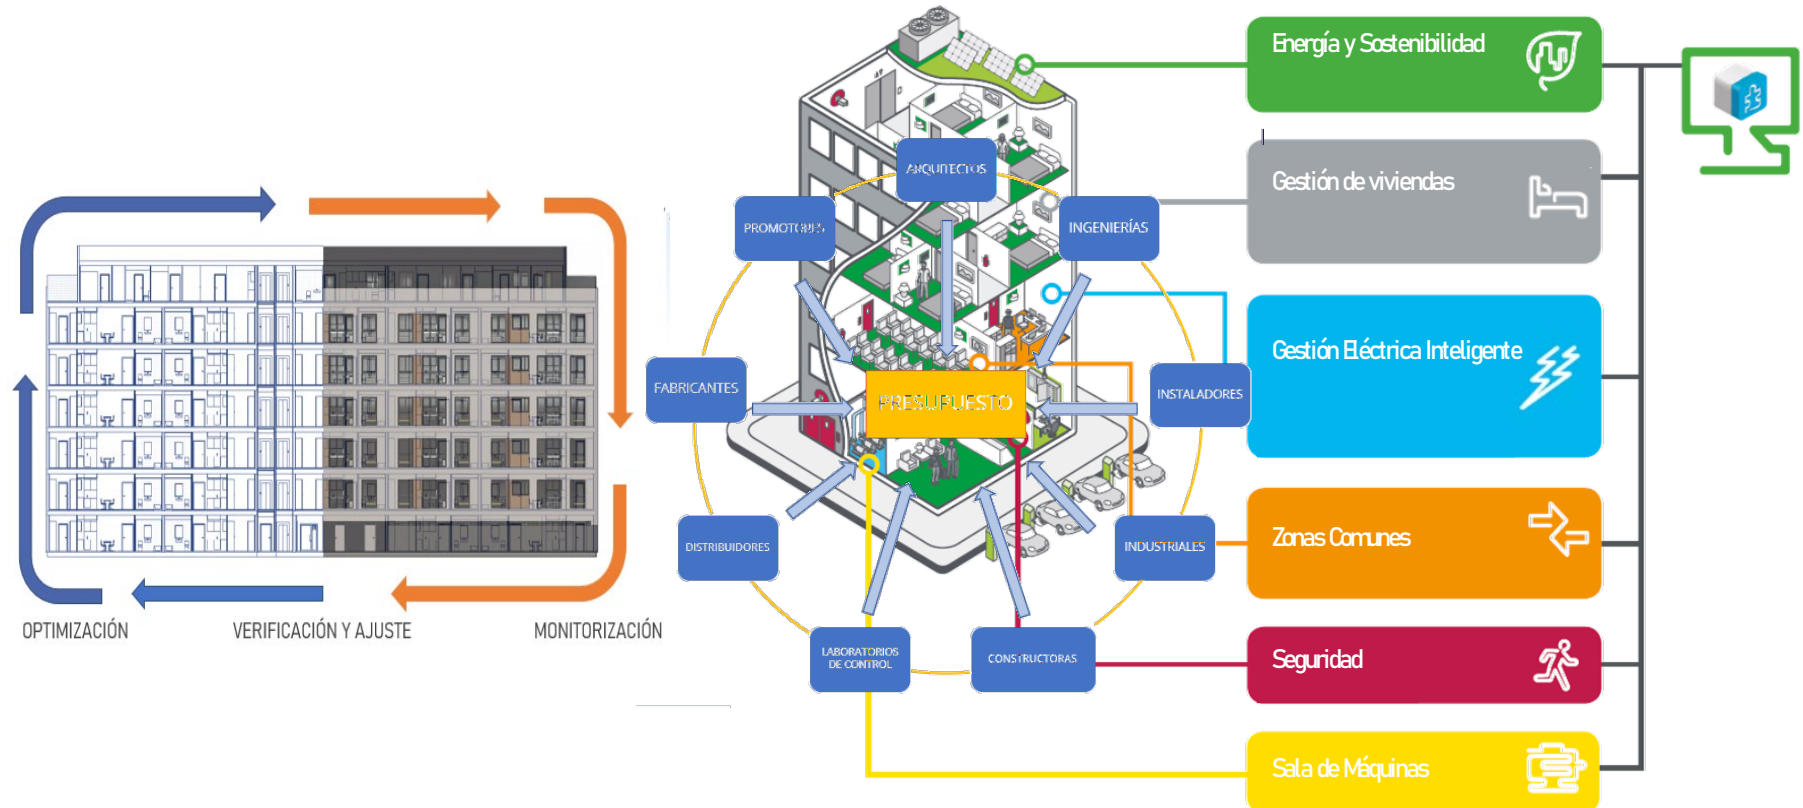 OPTIMIZACIÓN
VERIFICACIÓN Y AJUSTE
MONITORIZACIÓN
ARQUITECTOS
PROMOTORES
INGENIERÍAS
FABRICANTES
INSTALADORES
PRESUPUESTO
DISTRIBUIDORES
INDUSTRIALES
LABORATORIOS
DE CONTROL
CONSTRUCTORAS
Energía y Sostenibilidad
Gestión de viviendas
Gestión Eléctrica Inteligente
Zonas Comunes
Seguridad
Sala de Máquinas